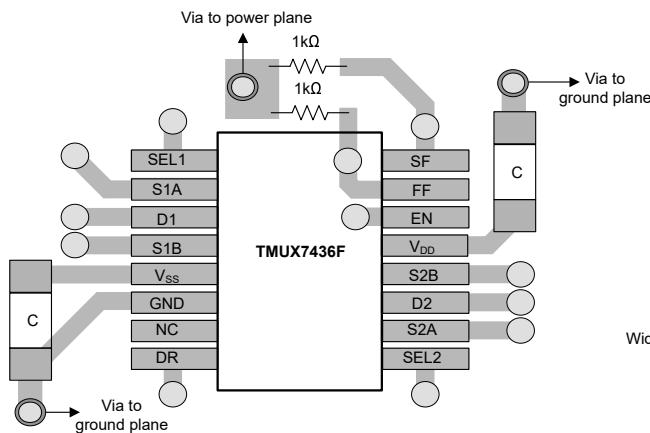 Via to power plane
1kΩ
1kΩ
Via to
ground plane
SEL1
S1A
D1
S1B
VSS
GND
NC
DR
TMUX7436F
SF
FF
EN
VDD
S2B
D2
S2A
SEL2
C
C
Via to
ground plane